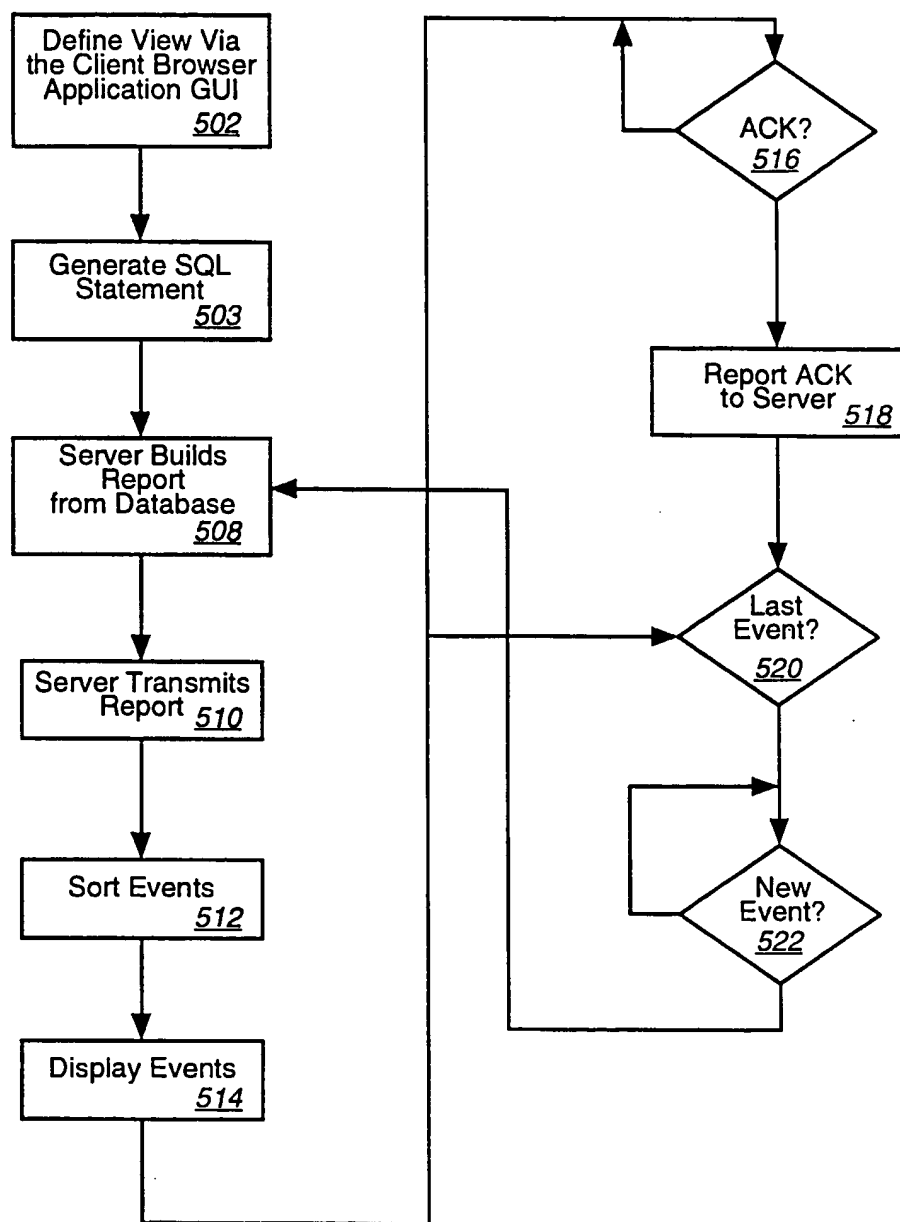 Define View Via
the Client Browser
Application GUI
502
Generate SQL
Statement
503
Server Builds
Report
from Database
508
Server Transmits
Report
510
Sort Events
512
Display Events
514
ACK?
516
Report ACK
to Server
518
Last
Event?
520
New
Event?
522